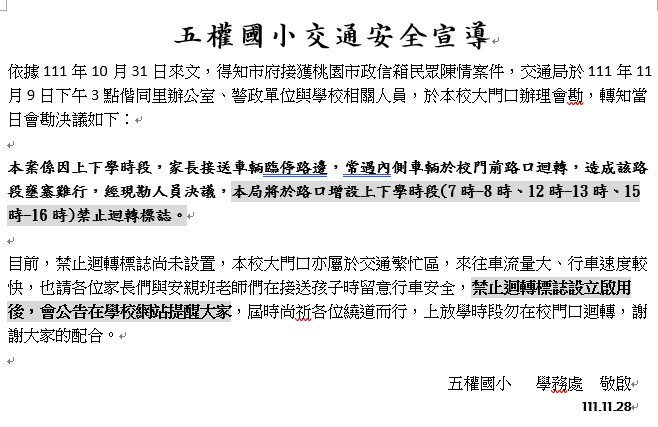 五權國小交通安全宣導
依據 111 年 10 月 31 日來文，得知市府接獲桃園市政信箱民眾陳情案件，交通局於 111 年 11
月 9 日下午 3 點偕同里辦公室、警政單位與學校相關人員，於本校大門口辦理會勘，轉知當
日會勘決議如下：
本案係因上下學時段，家長接送車輛臨停路邊，常遇內側車輛於校門前路口迴轉，造成該路
段壅塞難行，經現勘人員決議，本局將於路口增設上下學時段(7 時–8 時、12 時–13 時、15
時–16 時)禁止迴轉標誌。
目前，禁止迴轉標誌尚未設置，本校大門口亦屬於交通繁忙區，來往車流量大、行車速度較
快，也請各位家長們與安親班老師們在接送孩子時留意行車安全，禁止迴轉標誌設立啟用
後，會公告在學校網站提醒大家，屆時尚祈各位繞道而行，上放學時段勿在校門口迴轉，謝
謝大家的配合。
五權國小　學務處　敬啟
111.11.28